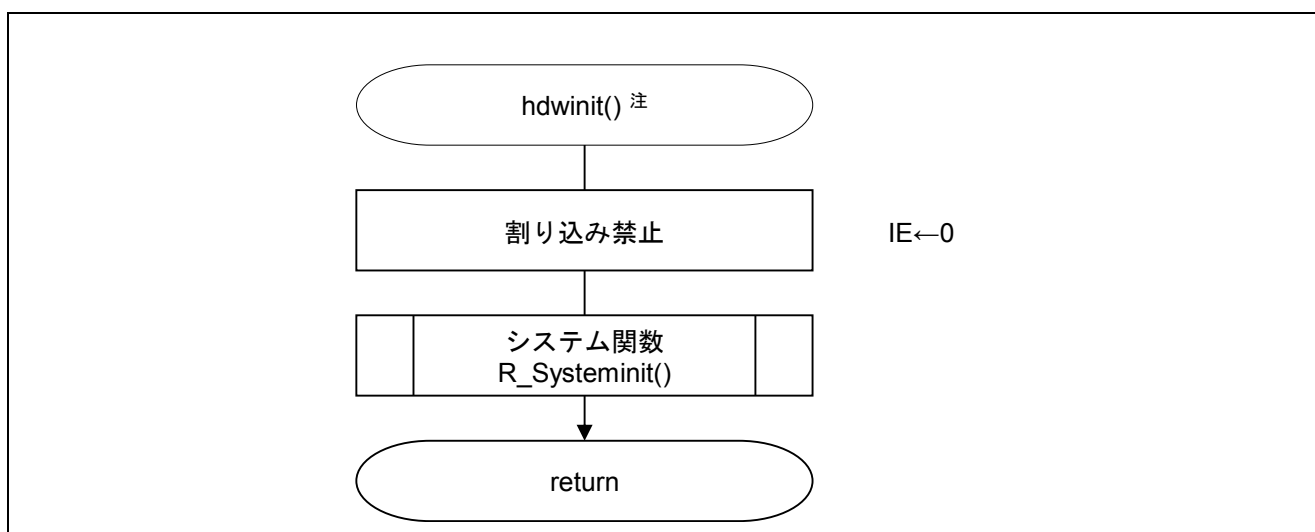 hdwinit() 注
割り込み禁止
IE←0
システム関数
R_Systeminit()
return